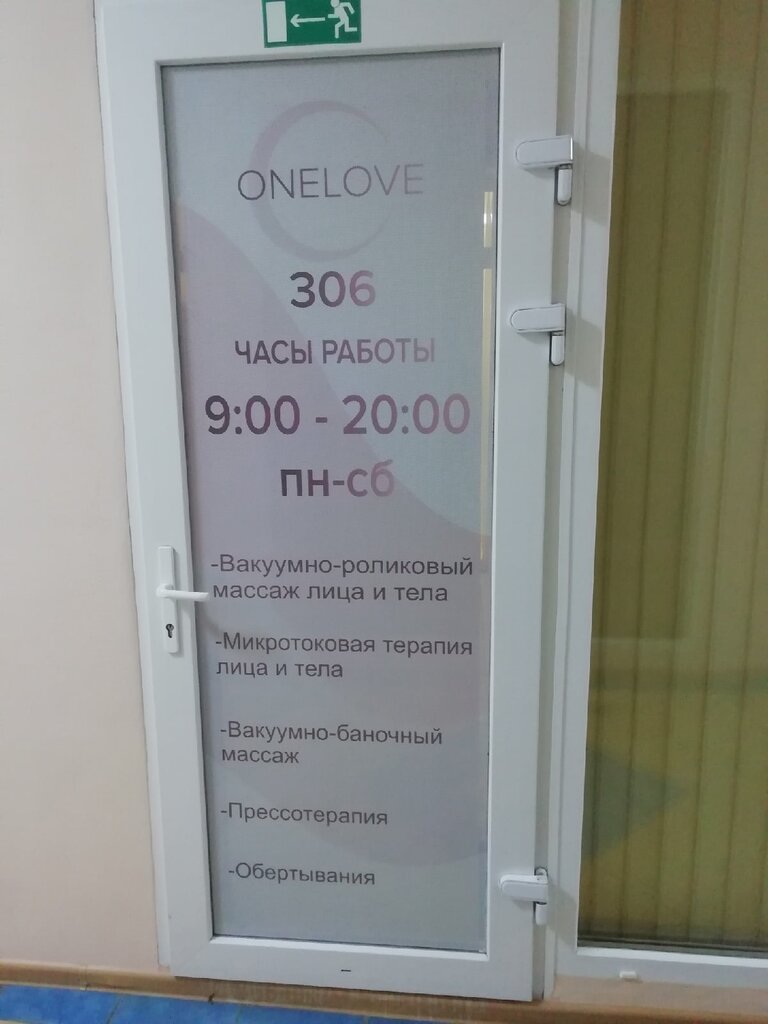 ONELOVE
306
ЧАСЫ РАБОТЫ
9:00 - 20:00
пн-сб
-Вакуумно-роликовый
массаж лица и тела
-Микротоковая терапия
лица и тела
-Вакуумно-баночный
массаж
-Прессотерапия
-Обертывания